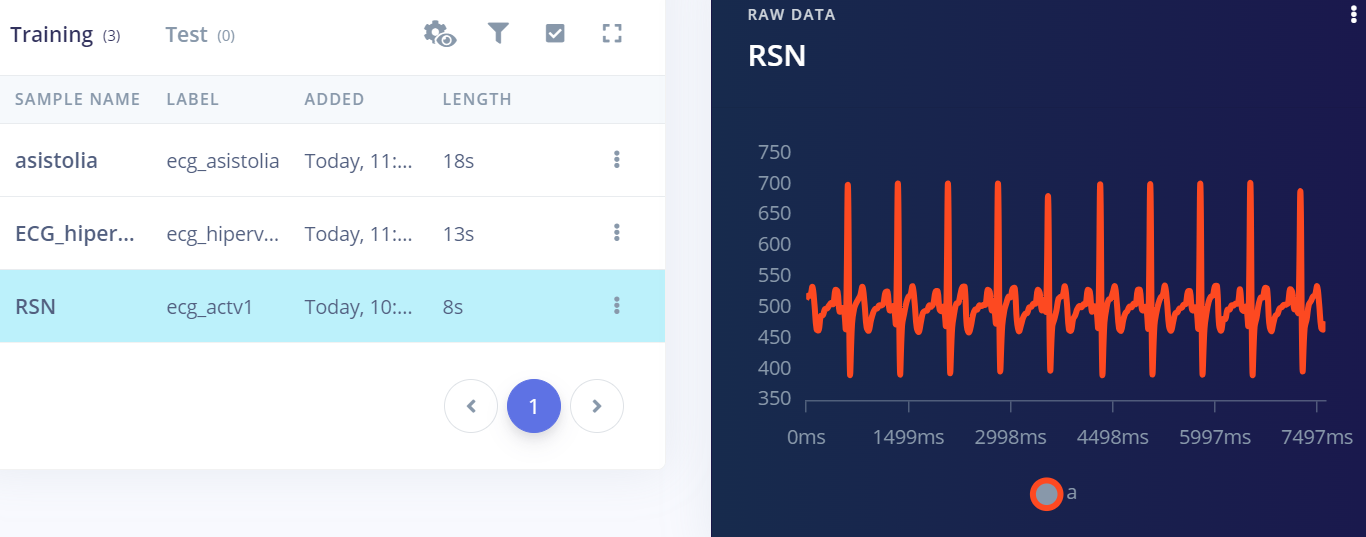 Training (3) Test (0)
SAMPLE NAME LABEL ADDED LENGTH
asistolia ecg_asistolia Today, 11:... 18s
ECG_hiper... ecg_hiperv... Today, 11:... 13s
RSN ecg_actv1 Today, 10:... 8s
1
RAW DATA
RSN
750
700
650
600
550
500
450
400
350
0ms 1499ms 2998ms 4498ms 5997ms 7497ms
a